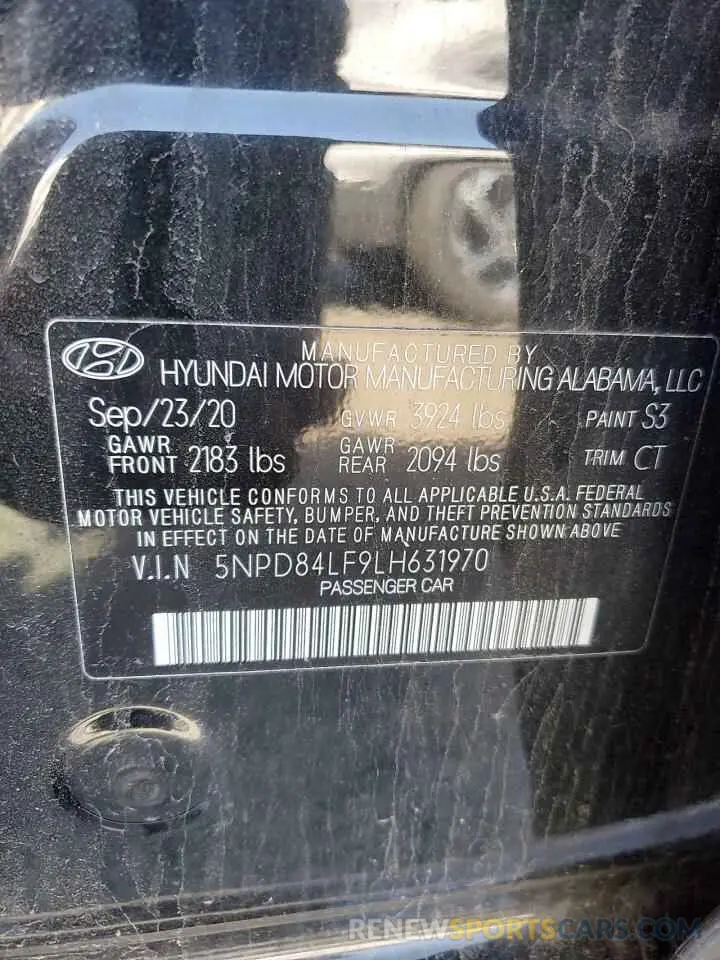 MANUFACTURED BY
HYUNDAI MOTOR MANUFACTURING ALABAMA, LLC
Sep/23/20 GVWR 3924 lbs PAINT S3
GAWR FRONT 2183 lbs GAWR REAR 2094 lbs TRIM CT
THIS VEHICLE CONFORMS TO ALL APPLICABLE U.S.A. FEDERAL
MOTOR VEHICLE SAFETY, BUMPER, AND THEFT PREVENTION STANDARDS
IN EFFECT ON THE DATE OF MANUFACTURE SHOWN ABOVE
V.I.N 5NPD84LF9LH631970
PASSENGER CAR
RENEWSPORTSCARS.COM